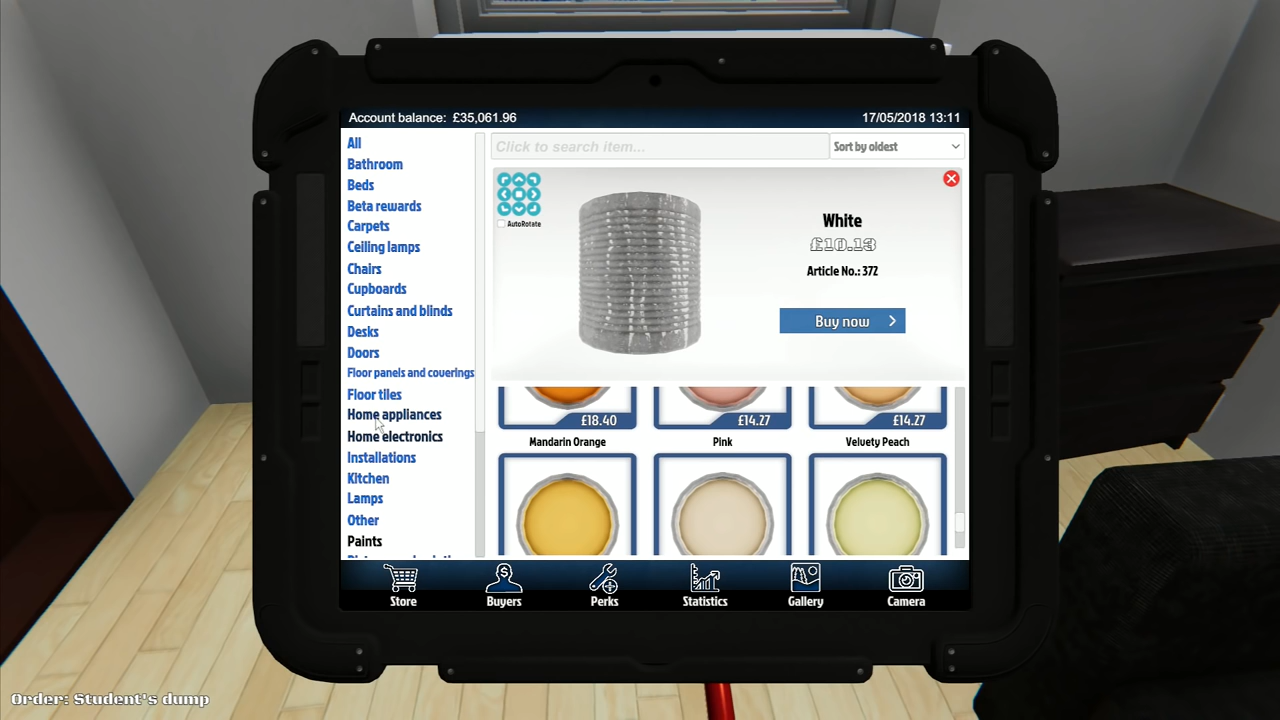 Account balance: £35,061.96
17/05/2018 13:11
All
Bathroom
Beds
Beta rewards
Carpets
Ceiling lamps
Chairs
Cupboards
Curtains and blinds
Desks
Doors
Floor panels and coverings
Floor tiles
Home appliances
Home electronics
Installations
Kitchen
Lamps
Other
Paints
Click to search item...
Sort by oldest
AutoRotate
White
£10.13
Article No.: 372
Buy now
£18.40
£14.27
£14.27
Mandarin Orange
Pink
Velvety Peach
Store
Buyers
Perks
Statistics
Gallery
Camera
Order: Student's dump